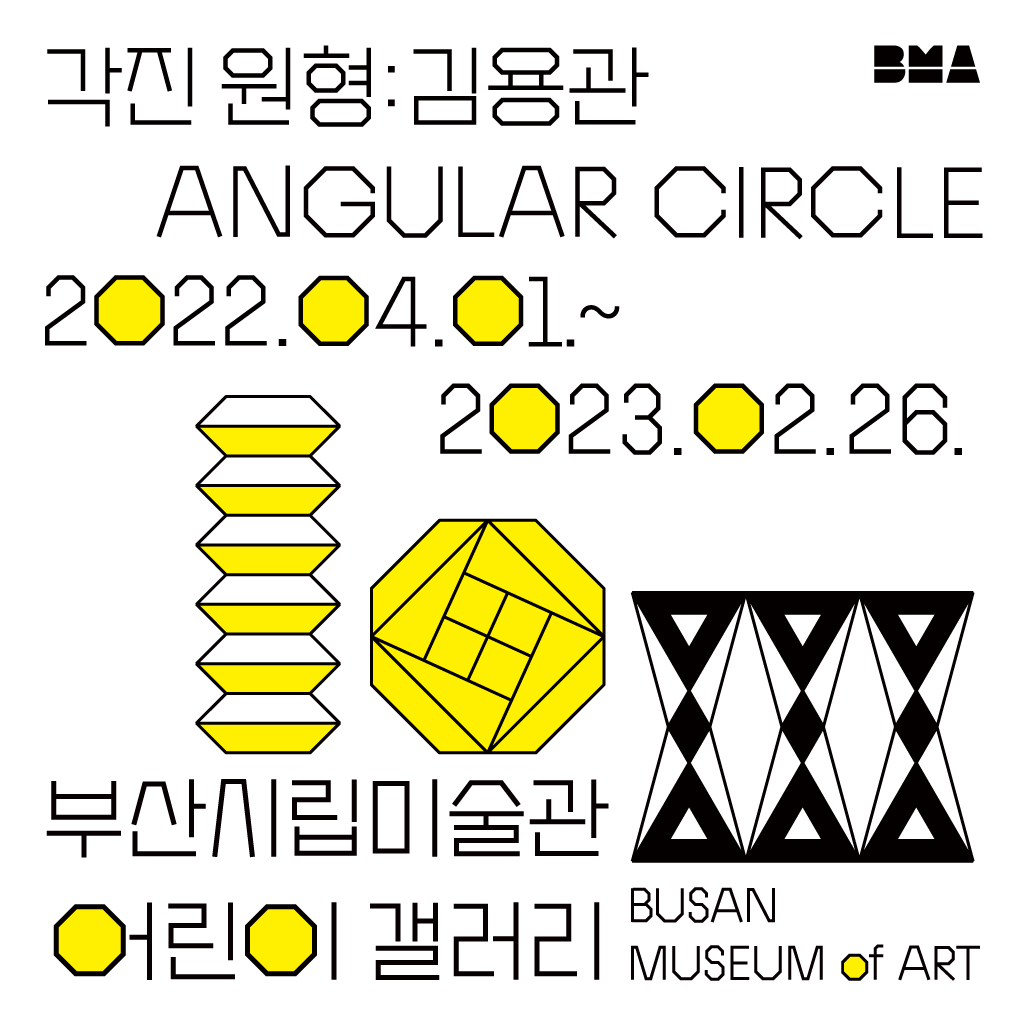 각진 원형:김용관
BMA
ANGULAR CIRCLE
2022.04.01.~
2023.02.26.
부산시립미술관
어린이 갤러리
BUSAN
MUSEUM of ART